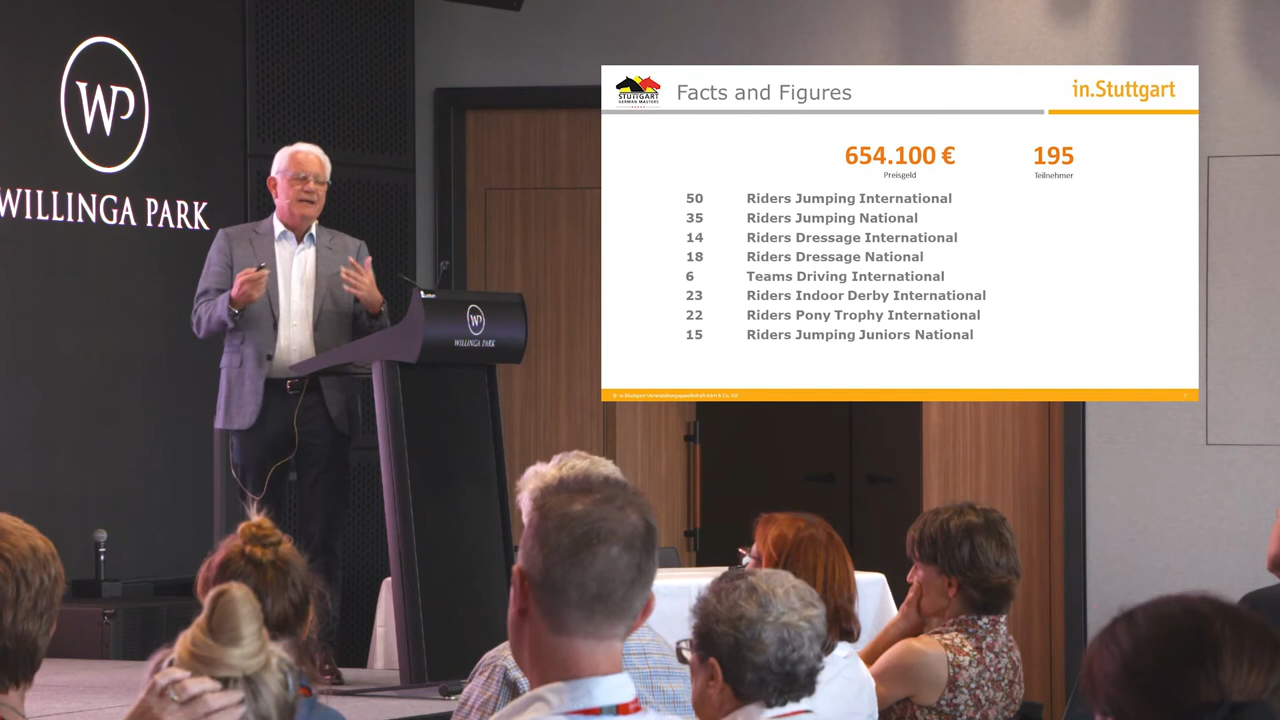 WP
WILLINGA PARK
STUTTGART
GERMAN MASTERS
Facts and Figures
in.Stuttgart
654.100 €
Preisgeld
195
Teilnehmer
50 Riders Jumping International
35 Riders Jumping National
14 Riders Dressage International
18 Riders Dressage National
6 Teams Driving International
23 Riders Indoor Derby International
22 Riders Pony Trophy International
15 Riders Jumping Juniors National
WP
WILLINGA PARK